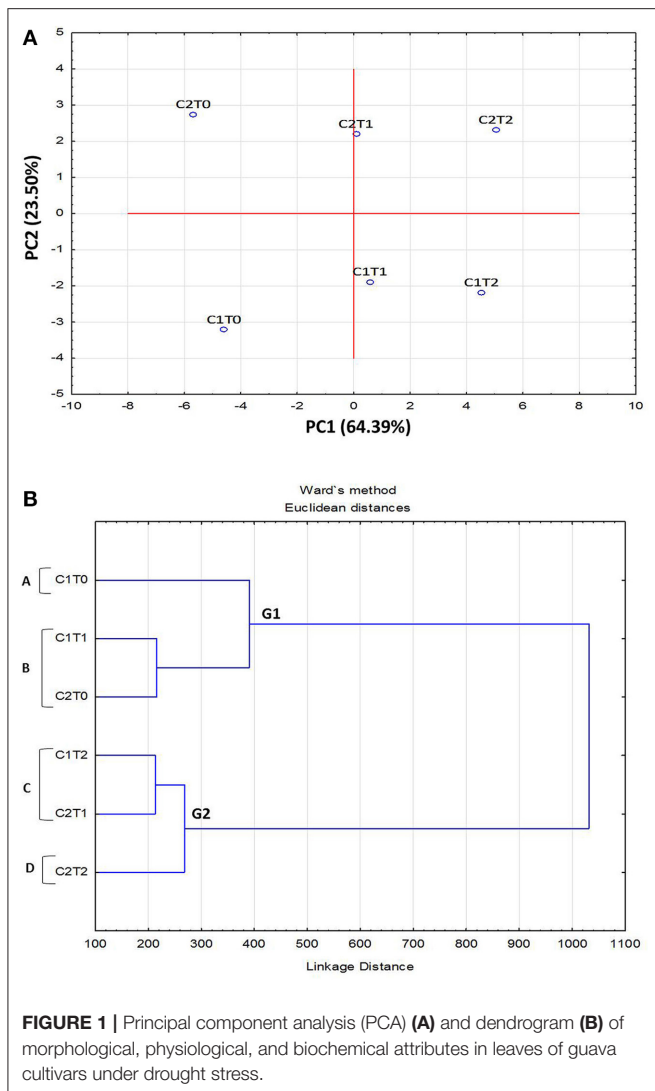 A
5
4
3
2
1
0
-1
-2
-3
-4
-5
PC2 (23.50%)
C2T0
C2T1
C2T2
C1T1
C1T2
C1T0
-10 -8 -6 -4 -2 0 2 4 6 8 10
PC1 (64.39%)
B
Ward`s method
Euclidean distances
A C1T0
G1
C1T1
B
C2T0
C1T2
C
C2T1
G2
D C2T2
100 200 300 400 500 600 700 800 900 1000 1100
Linkage Distance
FIGURE 1 | Principal component analysis (PCA) (A) and dendrogram (B) of
morphological, physiological, and biochemical attributes in leaves of guava
cultivars under drought stress.